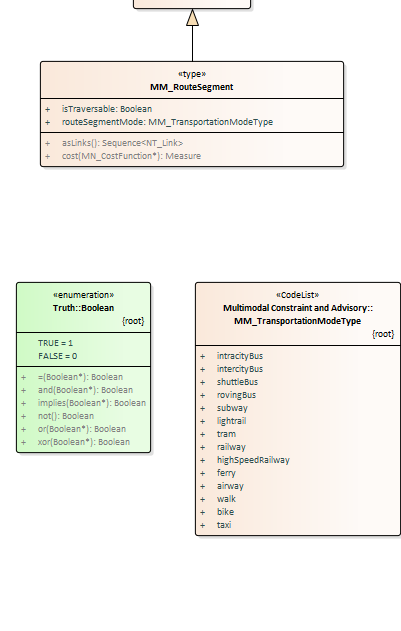 «type»
MM_RouteSegment
+ isTraversable: Boolean
+ routeSegmentMode: MM_TransportationModeType
+ asLinks(): Sequence<NT_Link>
+ cost(MN_CostFunction*): Measure
«enumeration»
Truth::Boolean
{root}
TRUE = 1
FALSE = 0
+ =(Boolean*): Boolean
+ and(Boolean*): Boolean
+ implies(Boolean*): Boolean
+ not(): Boolean
+ or(Boolean*): Boolean
+ xor(Boolean*): Boolean
«CodeList»
Multimodal Constraint and Advisory::
MM_TransportationModeType
{root}
+ intracityBus
+ intercityBus
+ shuttleBus
+ rovingBus
+ subway
+ lightrail
+ tram
+ railway
+ highSpeedRailway
+ ferry
+ airway
+ walk
+ bike
+ taxi